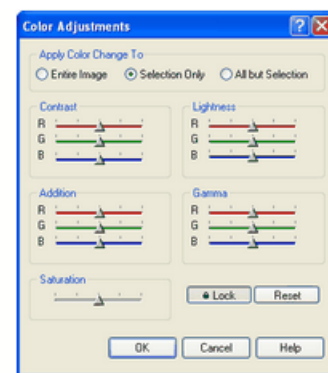 Color Adjustments
Apply Color Change To
Entire Image Selection Only All but Selection
Contrast Lightness
R R
G G
B B
Addition Gamma
R R
G G
B B
Saturation
Lock Reset
OK Cancel Help